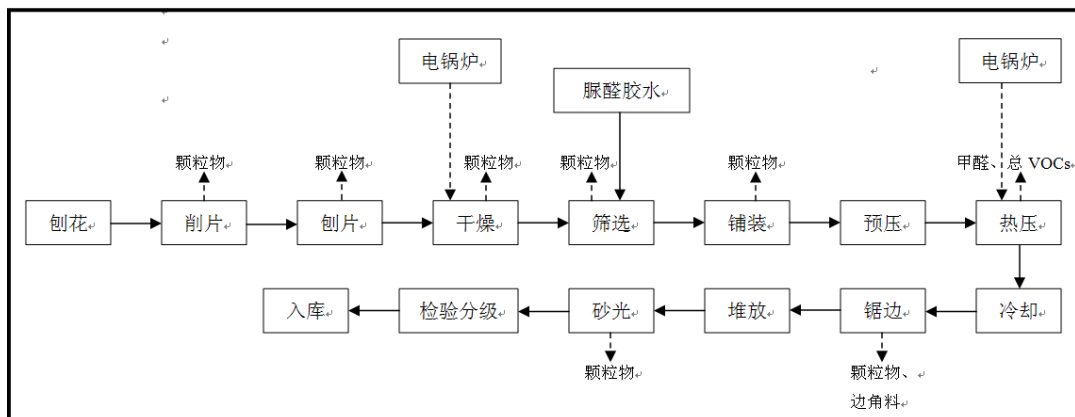 电锅炉
电锅炉
脲醛胶水
颗粒物
颗粒物
颗粒物
颗粒物
颗粒物
甲醛、总 VOCs
刨花
削片
刨片
干燥
筛选
铺装
预压
热压
入库
检验分级
砂光
堆放
锯边
冷却
颗粒物
颗粒物、
边角料